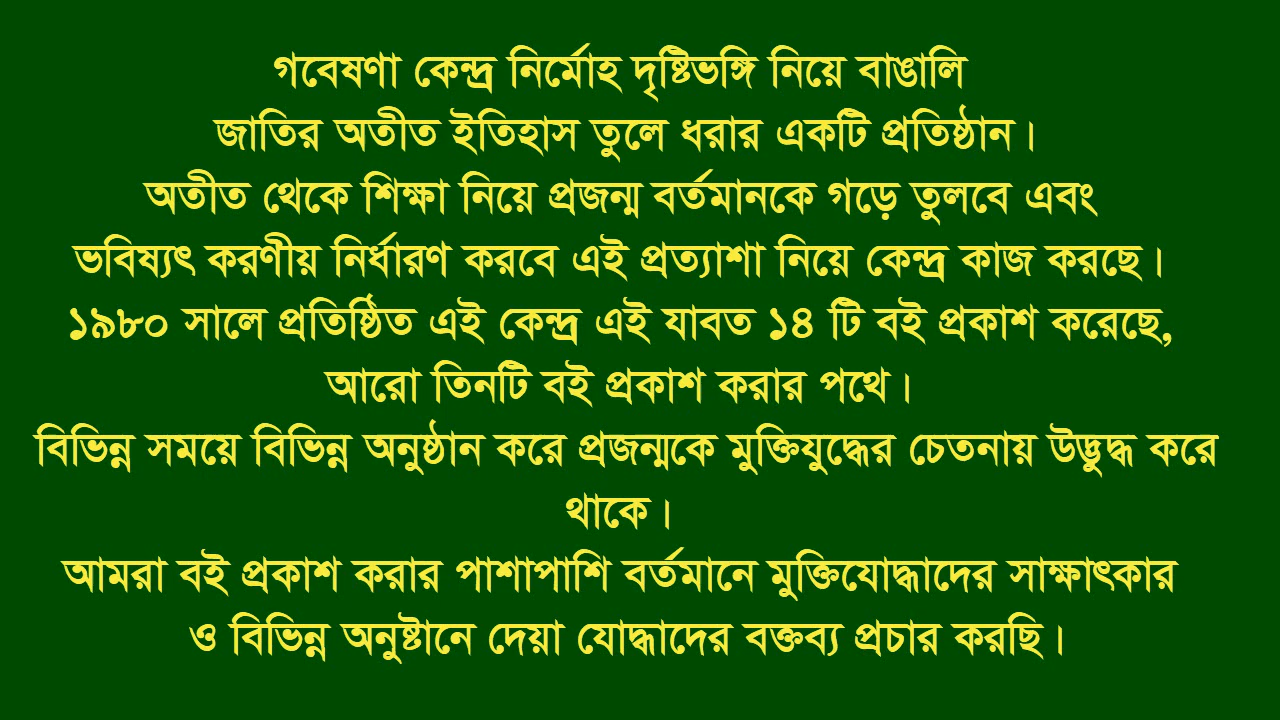 গবেষণা কেন্দ্র নির্মোহ দৃষ্টিভঙ্গি নিয়ে বাঙালি
জাতির অতীত ইতিহাস তুলে ধরার একটি প্রতিষ্ঠান।
অতীত থেকে শিক্ষা নিয়ে প্রজন্ম বর্তমানকে গড়ে তুলবে এবং
ভবিষ্যৎ করণীয় নির্ধারণ করবে এই প্রত্যাশা নিয়ে কেন্দ্র কাজ করছে।
১৯৮০ সালে প্রতিষ্ঠিত এই কেন্দ্র এই যাবত ১৪ টি বই প্রকাশ করেছে,
আরো তিনটি বই প্রকাশ করার পথে।
বিভিন্ন সময়ে বিভিন্ন অনুষ্ঠান করে প্রজন্মকে মুক্তিযুদ্ধের চেতনায় উদ্ভুদ্ধ করে
থাকে।
আমরা বই প্রকাশ করার পাশাপাশি বর্তমানে মুক্তিযোদ্ধাদের সাক্ষাৎকার
ও বিভিন্ন অনুষ্টানে দেয়া যোদ্ধাদের বক্তব্য প্রচার করছি।